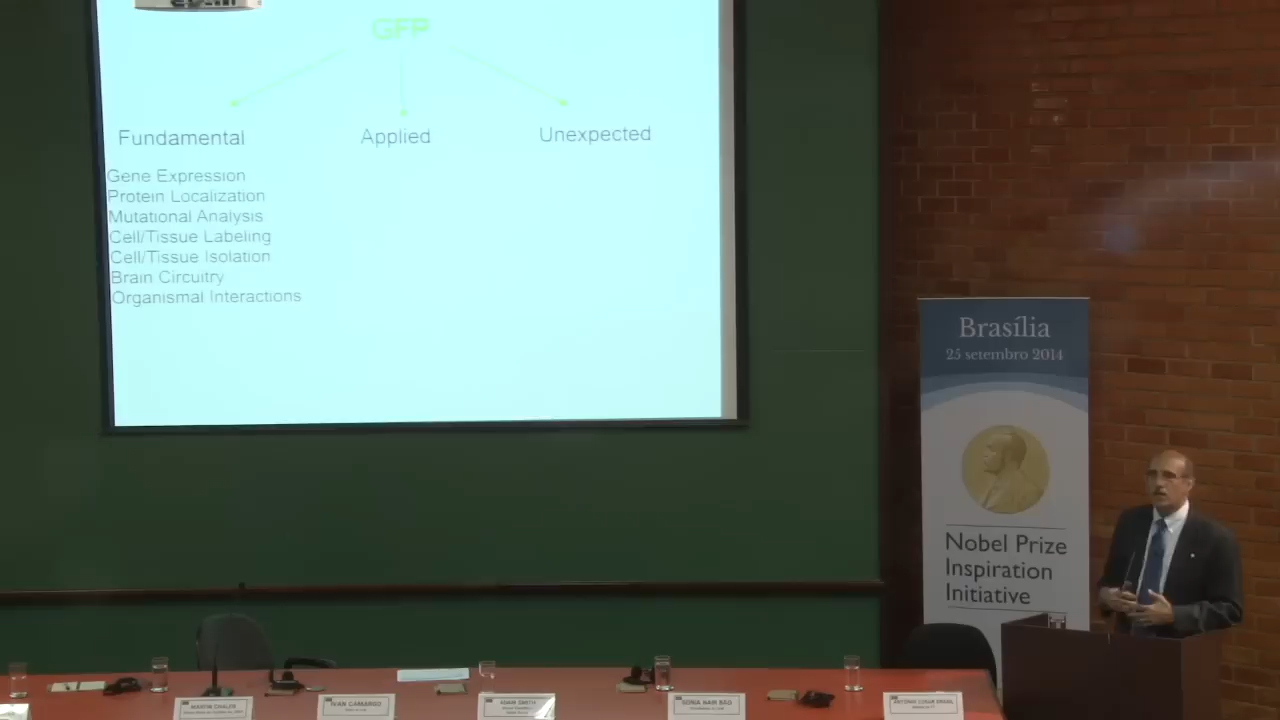 GFP
Fundamental
Applied
Unexpected
Gene Expression
Protein Localization
Mutational Analysis
Cell/Tissue Labeling
Cell/Tissue Isolation
Brain Circuitry
Organismal Interactions
Brasília
25 setembro 2014
Nobel Prize
Inspiration
Initiative
MARTIN CHALFIE
IVAN CAMARGO
ADAM SMITH
SONIA NAIR BÁO